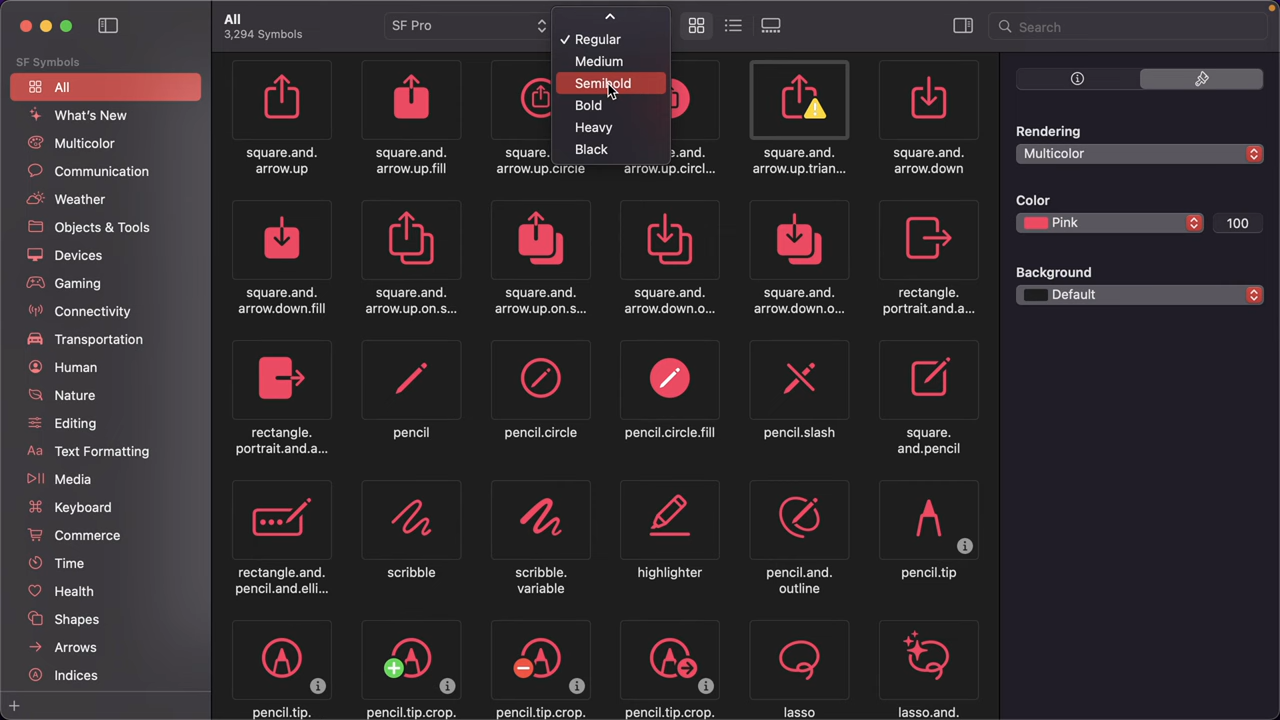 All
3,294 Symbols
SF Pro
Regular
Medium
Semibold
Bold
Heavy
Black
Search
SF Symbols
All
What's New
Multicolor
Communication
Weather
Objects & Tools
Devices
Gaming
Connectivity
Transportation
Human
Nature
Editing
Text Formatting
Media
Keyboard
Commerce
Time
Health
Shapes
Arrows
Indices
square.and.
arrow.up
square.and.
arrow.up.fill
square.
arrow.up.circle
e.and.
arrow.up.circl...
square.and.
arrow.up.trian...
square.and.
arrow.down
square.and.
arrow.down.fill
square.and.
arrow.up.on.s...
square.and.
arrow.up.on.s...
square.and.
arrow.down.o...
square.and.
arrow.down.o...
rectangle.
portrait.and.a...
rectangle.
portrait.and.a...
pencil
pencil.circle
pencil.circle.fill
pencil.slash
square.
and.pencil
rectangle.and.
pencil.and.elli...
scribble
scribble.
variable
highlighter
pencil.and.
outline
pencil.tip
pencil.tip.
pencil.tip.crop.
pencil.tip.crop.
pencil.tip.crop.
lasso
lasso.and.
Rendering
Multicolor
Color
Pink
100
Background
Default